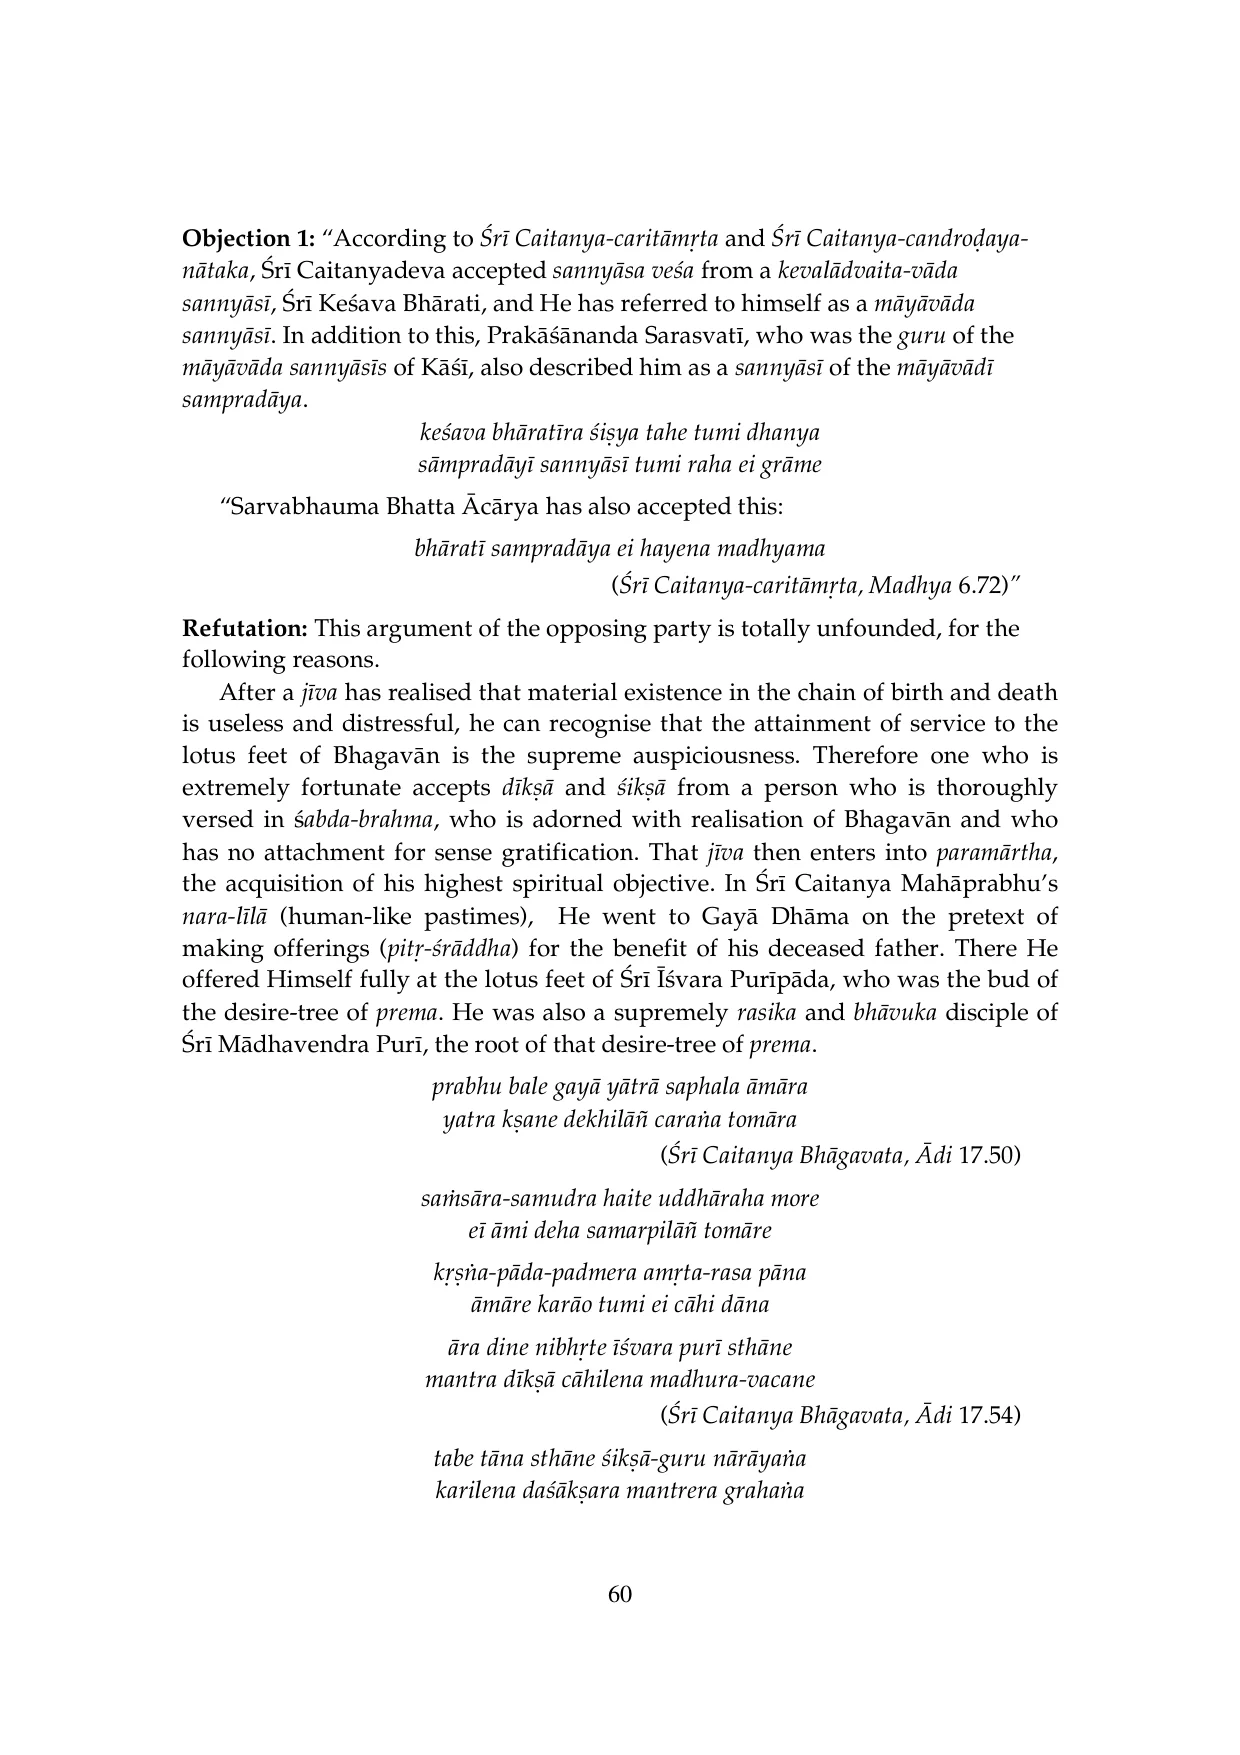 Objection 1: “According to Śrī Caitanya-caritāmṛta and Śrī Caitanya-candroḍaya-
nātaka, Śrī Caitanyadeva accepted sannyāsa veśa from a kevalādvaita-vāda
sannyāsī, Śrī Keśava Bhārati, and He has referred to himself as a māyāvāda
sannyāsī. In addition to this, Prakāśānanda Sarasvatī, who was the guru of the
māyāvāda sannyāsīs of Kāśī, also described him as a sannyāsī of the māyāvādī
sampradāya.
keśava bhāratīra śiṣya tahe tumi dhanya
sāmpradāyī sannyāsī tumi raha ei grāme
“Sarvabhauma Bhatta Ācārya has also accepted this:
bhāratī sampradāya ei hayena madhyama
(Śrī Caitanya-caritāmṛta, Madhya 6.72)”
Refutation: This argument of the opposing party is totally unfounded, for the
following reasons.
After a jīva has realised that material existence in the chain of birth and death
is useless and distressful, he can recognise that the attainment of service to the
lotus feet of Bhagavān is the supreme auspiciousness. Therefore one who is
extremely fortunate accepts dīkṣā and śikṣā from a person who is thoroughly
versed in śabda-brahma, who is adorned with realisation of Bhagavān and who
has no attachment for sense gratification. That jīva then enters into paramārtha,
the acquisition of his highest spiritual objective. In Śrī Caitanya Mahāprabhu’s
nara-līlā (human-like pastimes), He went to Gayā Dhāma on the pretext of
making offerings (pitṛ-śrāddha) for the benefit of his deceased father. There He
offered Himself fully at the lotus feet of Śrī Īśvara Purīpāda, who was the bud of
the desire-tree of prema. He was also a supremely rasika and bhāvuka disciple of
Śrī Mādhavendra Purī, the root of that desire-tree of prema.
prabhu bale gayā yātrā saphala āmāra
yatra kṣane dekhilāñ caraṅa tomāra
(Śrī Caitanya Bhāgavata, Ādi 17.50)
saṁsāra-samudra haite uddhāraha more
eī āmi deha samarpilāñ tomāre
kṛṣṅa-pāda-padmera amṛta-rasa pāna
āmāre karāo tumi ei cāhi dāna
āra dine nibhṛte īśvara purī sthāne
mantra dīkṣā cāhilena madhura-vacane
(Śrī Caitanya Bhāgavata, Ādi 17.54)
tabe tāna sthāne śikṣā-guru nārāyaṅa
karilena daśākṣara mantrera grahaṅa
60